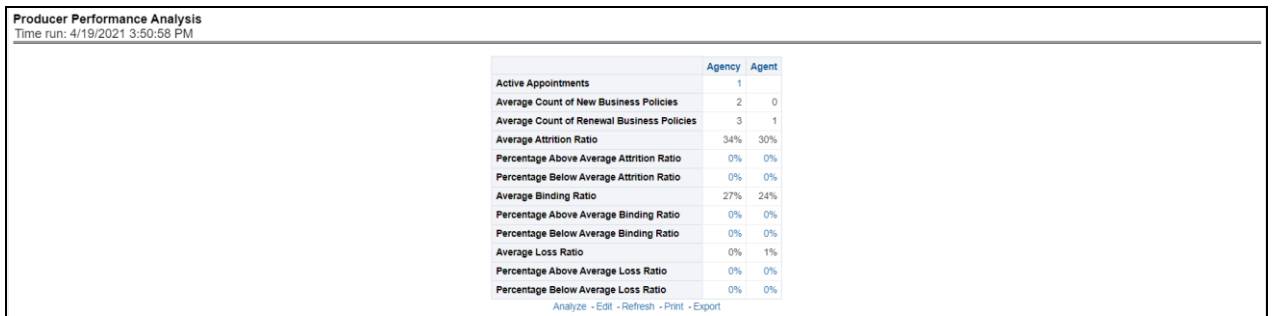 Producer Performance Analysis
Time run: 4/19/2021 3:50:58 PM
Agency Agent
Active Appointments 1
Average Count of New Business Policies 2 0
Average Count of Renewal Business Policies 3 1
Average Attrition Ratio 34% 30%
Percentage Above Average Attrition Ratio 0% 0%
Percentage Below Average Attrition Ratio 0% 0%
Average Binding Ratio 27% 24%
Percentage Above Average Binding Ratio 0% 0%
Percentage Below Average Binding Ratio 0% 0%
Average Loss Ratio 0% 1%
Percentage Above Average Loss Ratio 0% 0%
Percentage Below Average Loss Ratio 0% 0%
Analyze - Edit - Refresh - Print - Export